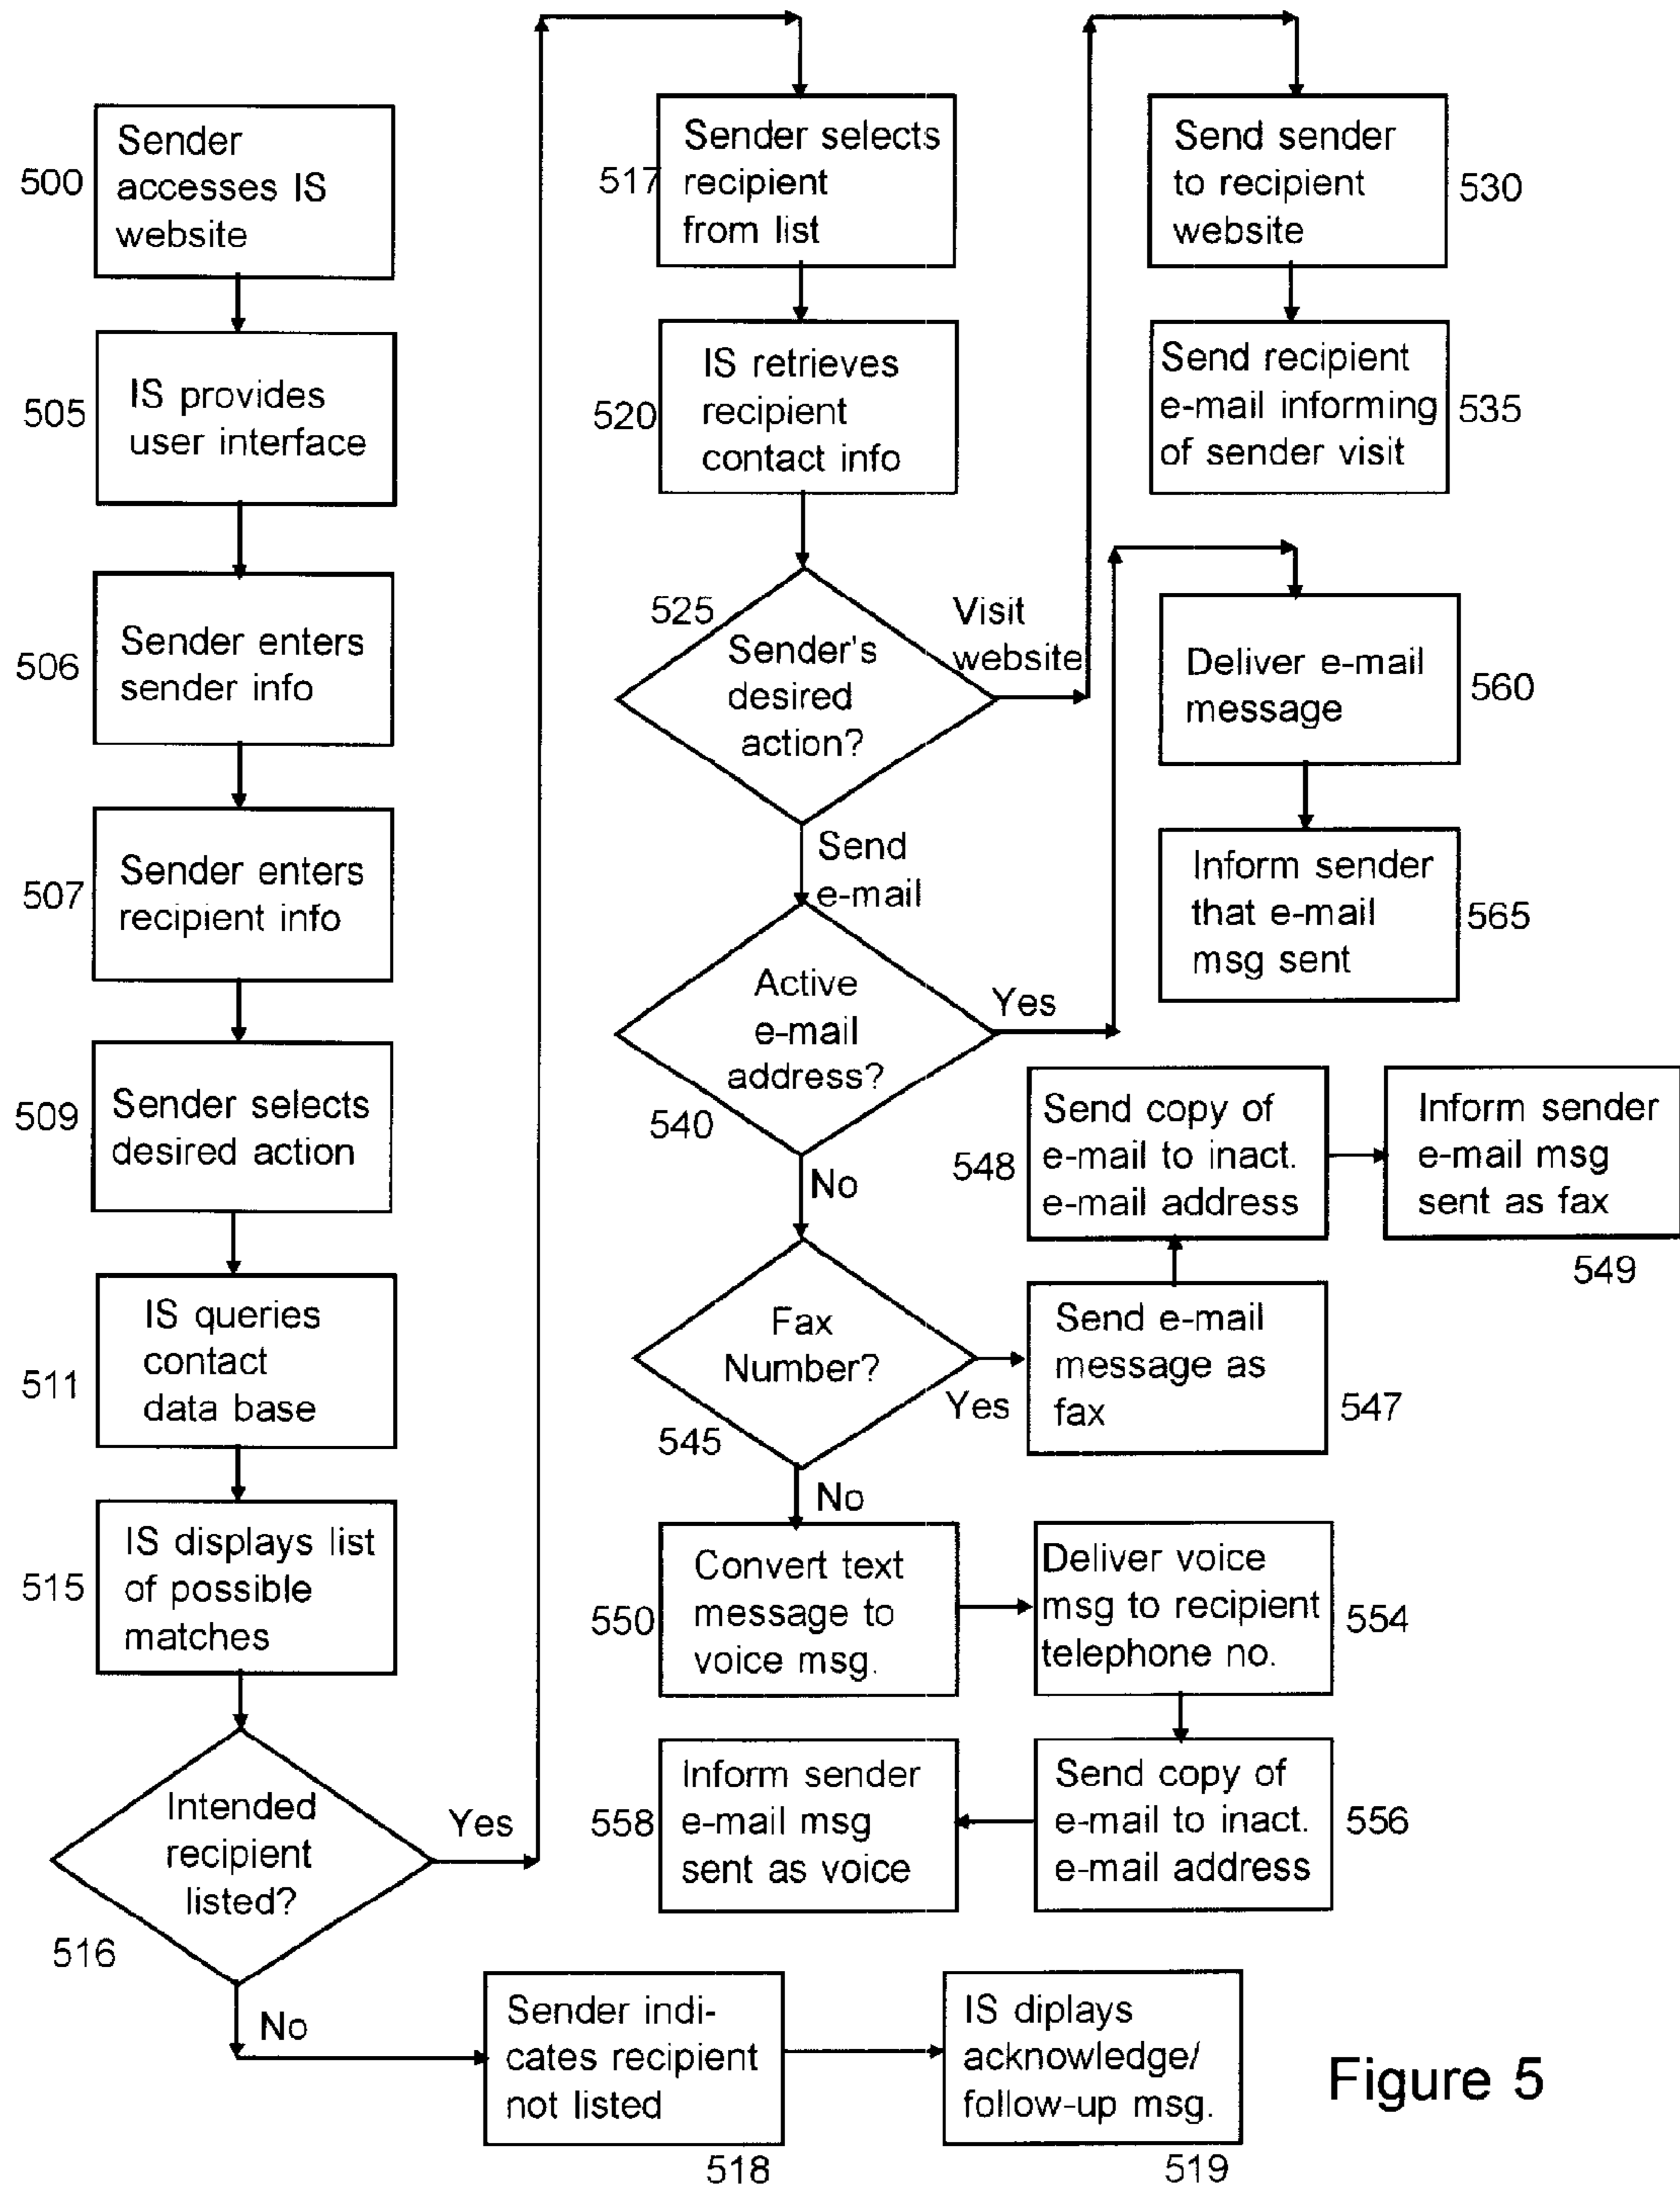 500
Sender
accesses IS
website
505
IS provides
user interface
506
Sender enters
sender info
507
Sender enters
recipient info
509
Sender selects
desired action
511
IS queries
contact
data base
515
IS displays list
of possible
matches
Intended
recipient
listed?
516
Yes
No
Sender indi-
cates recipient
not listed
518
IS diplays
acknowledge/
follow-up msg.
519
517
Sender selects
recipient
from list
520
IS retrieves
recipient
contact info
525
Sender's
desired
action?
Visit
website
Send
e-mail
Send sender
to recipient
website
530
Send recipient
e-mail informing
of sender visit
535
Active
e-mail
address?
540
Yes
No
Deliver e-mail
message
560
Inform sender
that e-mail
msg sent
565
Fax
Number?
545
Yes
No
Send e-mail
message as
fax
547
548
Send copy of
e-mail to inact.
e-mail address
Inform sender
e-mail msg
sent as fax
549
550
Convert text
message to
voice msg.
Deliver voice
msg to recipient
telephone no.
554
Send copy of
e-mail to inact.
e-mail address
556
558
Inform sender
e-mail msg
sent as voice
Figure 5